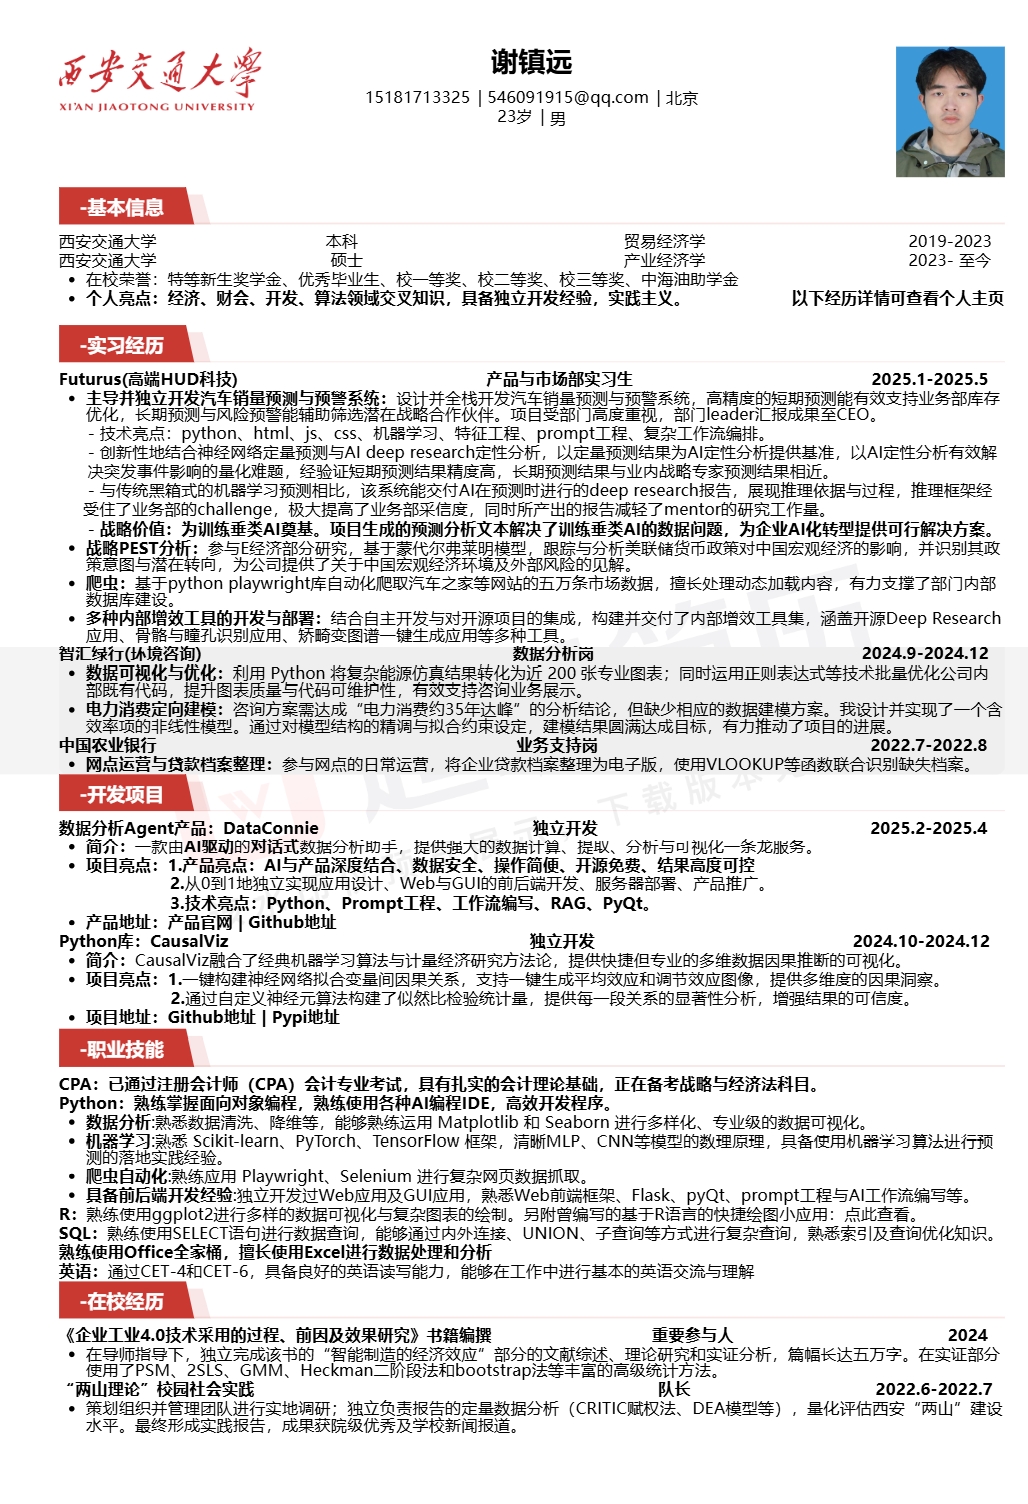 西安交通大学
XI'AN JIAOTONG UNIVERSITY
谢镇远
15181713325 | 546091915@qq.com | 北京
23岁 | 男
-基本信息
西安交通大学 本科 贸易经济学 2019-2023
西安交通大学 硕士 产业经济学 2023- 至今
• 在校荣誉：特等新生奖学金、优秀毕业生、校一等奖、校二等奖、校三等奖、中海油助学金
• 个人亮点：经济、财会、开发、算法领域交叉知识，具备独立开发经验，实践主义。 以下经历详情可查看个人主页
-实习经历
Futurus(高端HUD科技) 产品与市场部实习生 2025.1-2025.5
• 主导并独立开发汽车销量预测与预警系统：设计并全栈开发汽车销量预测与预警系统，高精度的短期预测能有效支持业务部库存
优化，长期预测与风险预警能辅助筛选潜在战略合作伙伴。项目受部门高度重视，部门leader汇报成果至CEO。
- 技术亮点：python、html、js、css、机器学习、特征工程、prompt工程、复杂工作流编排。
- 创新性地结合神经网络定量预测与AI deep research定性分析，以定量预测结果为AI定性分析提供基准，以AI定性分析有效解
决突发事件影响的量化难题，经验证短期预测结果精度高，长期预测结果与业内战略专家预测结果相近。
- 与传统黑箱式的机器学习预测相比，该系统能交付AI在预测时进行的deep research报告，展现推理依据与过程，推理框架经
受住了业务部的challenge，极大提高了业务部采信度，同时所产出的报告减轻了mentor的研究工作量。
- 战略价值：为训练垂类AI奠基。项目生成的预测分析文本解决了训练垂类AI的数据问题，为企业AI化转型提供可行解决方案。
• 战略PEST分析：参与E经济部分研究，基于蒙代尔弗莱明模型，跟踪与分析美联储货币政策对中国宏观经济的影响，并识别其政
策意图与潜在转向，为公司提供了关于中国宏观经济环境及外部风险的见解。
• 爬虫：基于python playwright库自动化爬取汽车之家等网站的五万条市场数据，擅长处理动态加载内容，有力支撑了部门内部
数据库建设。
• 多种内部增效工具的开发与部署：结合自主开发与对开源项目的集成，构建并交付了内部增效工具集，涵盖开源Deep Research
应用、骨骼与瞳孔识别应用、矫畸变图谱一键生成应用等多种工具。
智汇绿行(环境咨询) 数据分析岗 2024.9-2024.12
• 数据可视化与优化：利用 Python 将复杂能源仿真结果转化为近 200 张专业图表；同时运用正则表达式等技术批量优化公司内
部既有代码，提升图表质量与代码可维护性，有效支持咨询业务展示。
• 电力消费定向建模：咨询方案需达成“电力消费约35年达峰”的分析结论，但缺少相应的数据建模方案。我设计并实现了一个含
效率项的非线性模型。通过对模型结构的精调与拟合约束设定，建模结果圆满达成目标，有力推动了项目的进展。
中国农业银行 业务支持岗 2022.7-2022.8
• 网点运营与贷款档案整理：参与网点的日常运营，将企业贷款档案整理为电子版，使用VLOOKUP等函数联合识别缺失档案。
-开发项目
数据分析Agent产品：DataConnie 独立开发 2025.2-2025.4
• 简介：一款由AI驱动的对话式数据分析助手，提供强大的数据计算、提取、分析与可视化一条龙服务。
• 项目亮点：1.产品亮点：AI与产品深度结合、数据安全、操作简便、开源免费、结果高度可控
2.从0到1地独立实现应用设计、Web与GUI的前后端开发、服务器部署、产品推广。
3.技术亮点：Python、Prompt工程、工作流编写、RAG、PyQt。
• 产品地址：产品官网 | Github地址
Python库：CausalViz 独立开发 2024.10-2024.12
• 简介：CausalViz融合了经典机器学习算法与计量经济研究方法论，提供快捷但专业的多维数据因果推断的可视化。
• 项目亮点：1.一键构建神经网络拟合变量间因果关系，支持一键生成平均效应和调节效应图像，提供多维度的因果洞察。
2.通过自定义神经元算法构建了似然比检验统计量，提供每一段关系的显著性分析，增强结果的可信度。
• 项目地址：Github地址 | Pypi地址
-职业技能
CPA：已通过注册会计师（CPA）会计专业考试，具有扎实的会计理论基础，正在备考战略与经济法科目。
Python：熟练掌握面向对象编程，熟练使用各种AI编程IDE，高效开发程序。
• 数据分析:熟悉数据清洗、降维等，能够熟练运用 Matplotlib 和 Seaborn 进行多样化、专业级的数据可视化。
• 机器学习:熟悉 Scikit-learn、PyTorch、TensorFlow 框架，清晰MLP、CNN等模型的数理原理，具备使用机器学习算法进行预
测的落地实践经验。
• 爬虫自动化:熟练应用 Playwright、Selenium 进行复杂网页数据抓取。
• 具备前后端开发经验:独立开发过Web应用及GUI应用，熟悉Web前端框架、Flask、pyQt、prompt工程与AI工作流编写等。
R：熟练使用ggplot2进行多样的数据可视化与复杂图表的绘制。另附曾编写的基于R语言的快捷绘图小应用：点此查看。
SQL：熟练使用SELECT语句进行数据查询，能够通过内外连接、UNION、子查询等方式进行复杂查询，熟悉索引及查询优化知识。
熟练使用Office全家桶，擅长使用Excel进行数据处理和分析
英语：通过CET-4和CET-6，具备良好的英语读写能力，能够在工作中进行基本的英语交流与理解
-在校经历
《企业工业4.0技术采用的过程、前因及效果研究》书籍编撰 重要参与人 2024
• 在导师指导下，独立完成该书的“智能制造的经济效应”部分的文献综述、理论研究和实证分析，篇幅长达五万字。在实证部分
使用了PSM、2SLS、GMM、Heckman二阶段法和bootstrap法等丰富的高级统计方法。
“两山理论”校园社会实践 队长 2022.6-2022.7
• 策划组织并管理团队进行实地调研；独立负责报告的定量数据分析（CRITIC赋权法、DEA模型等），量化评估西安“两山“建设
水平。最终形成实践报告，成果获院级优秀及学校新闻报道。